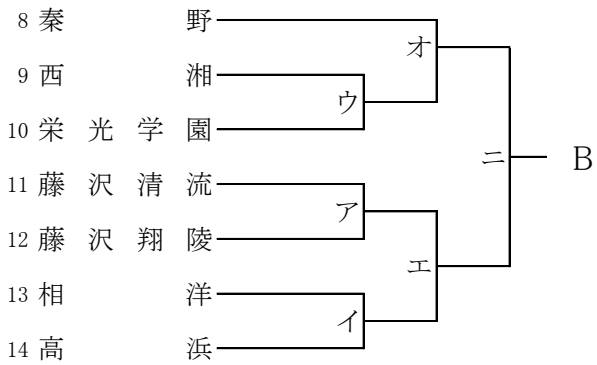 8 秦野
オ
9 西湘
ウ
10 栄光学園
ニ B
11 藤沢清流
ア
12 藤沢翔陵
エ
13 相洋
イ
14 高浜